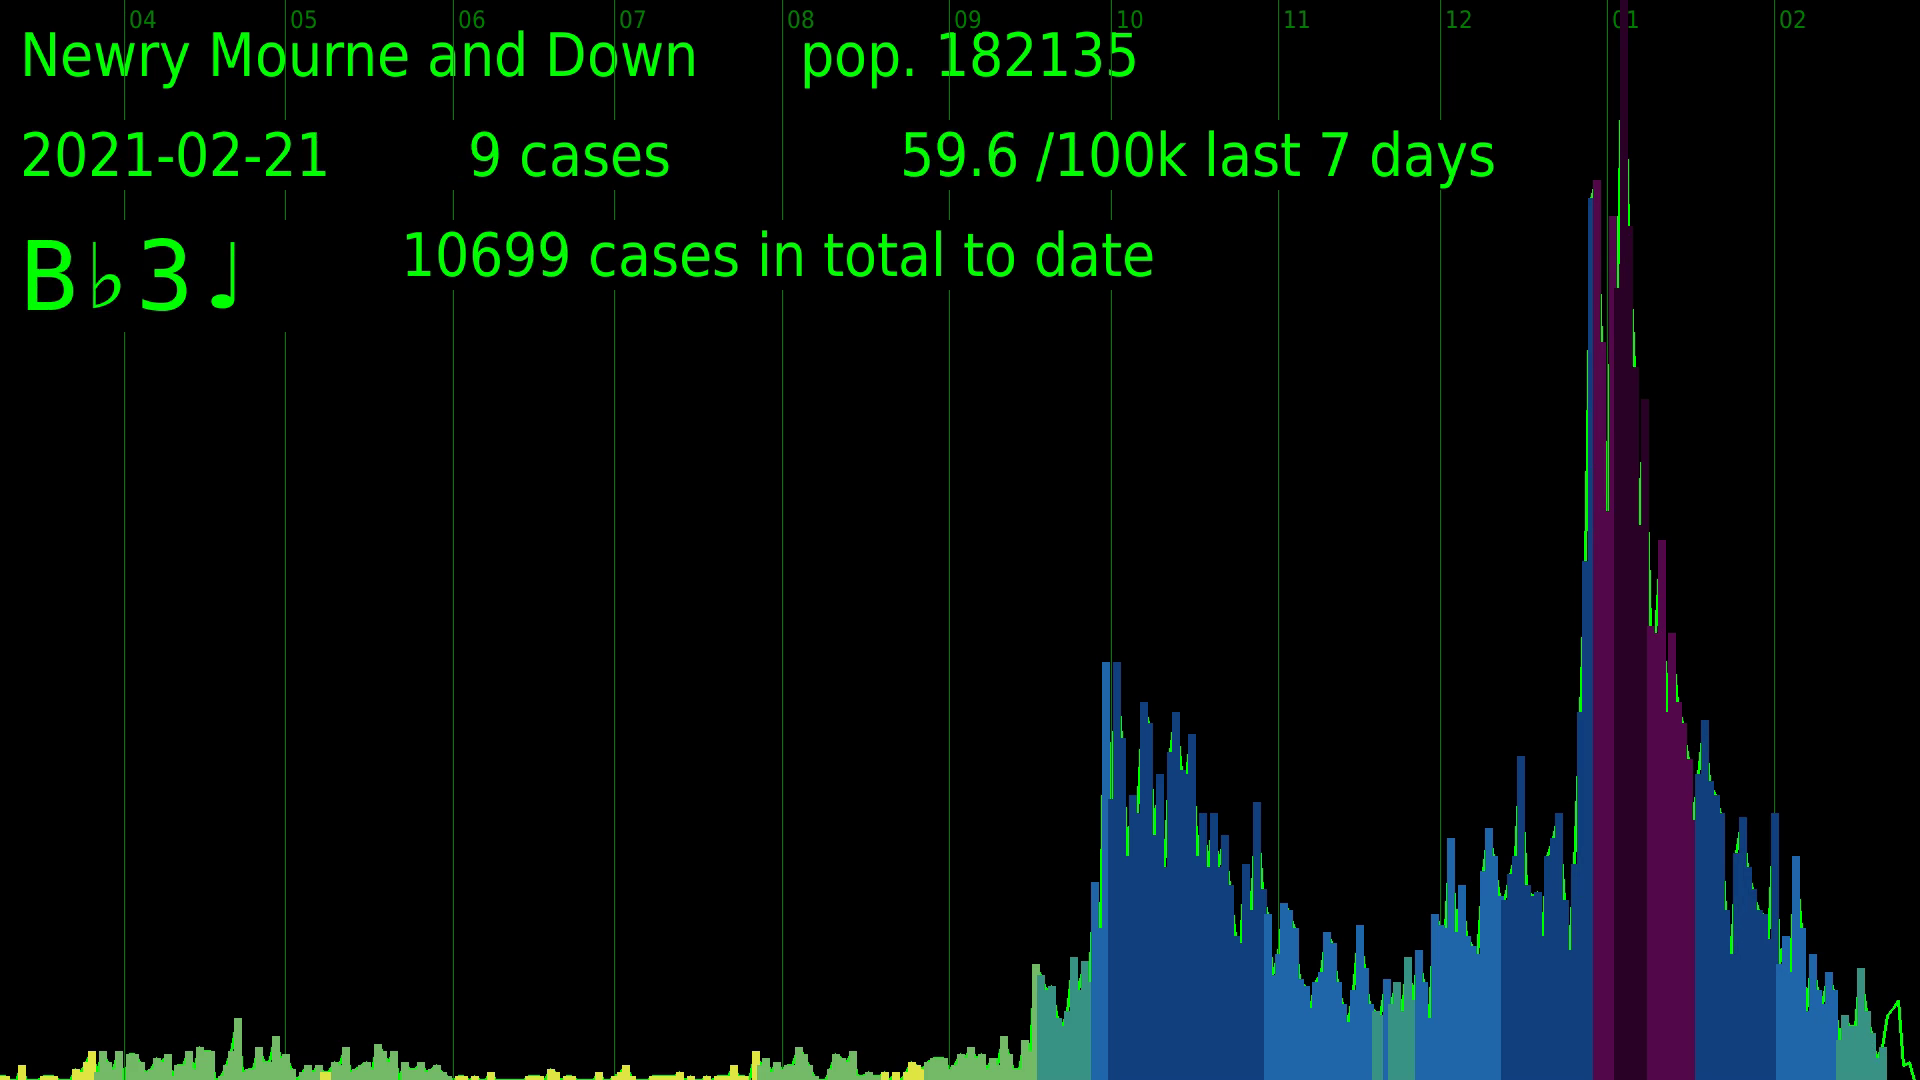 04 05 06 07 08 09 10 11 12 01 02
Newry Mourne and Down pop. 182135
2021-02-21 9 cases 59.6 /100k last 7 days
B♭3♩ 10699 cases in total to date